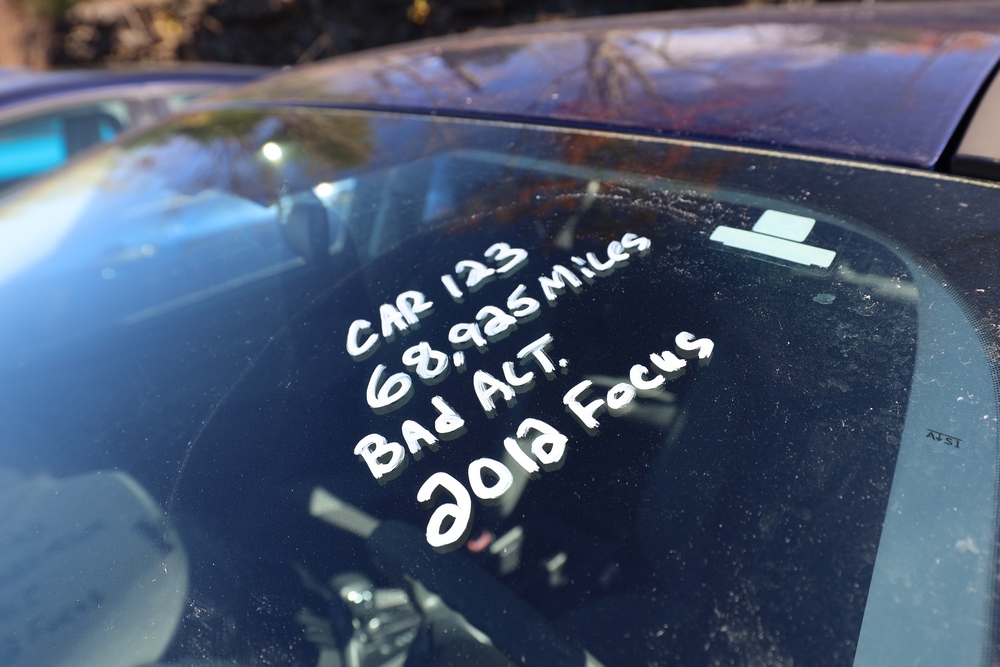 CAR 123
68,925 Miles
BAd ALT.
2012 Focus